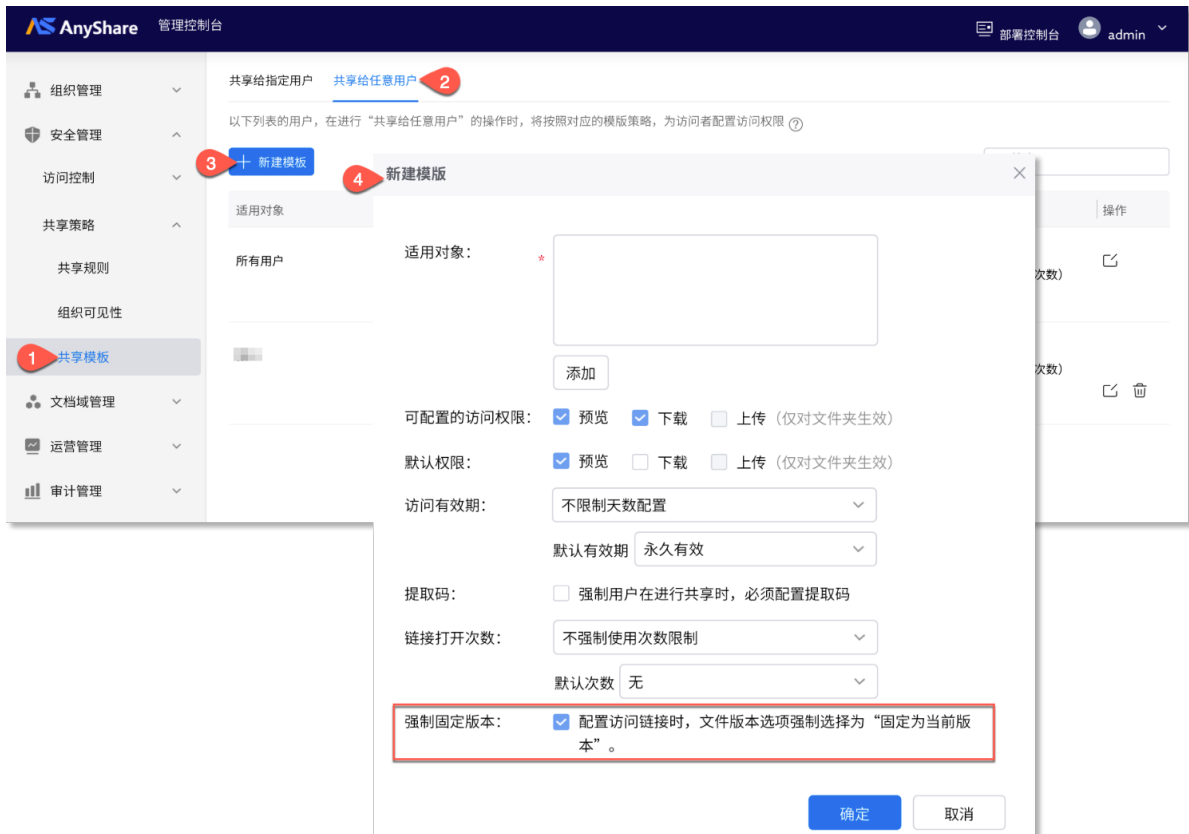 AnyShare 管理控制台
部署控制台 admin
组织管理
安全管理
访问控制
共享策略
共享规则
组织可见性
1 共享模板
文档域管理
运营管理
审计管理
共享给指定用户 共享给任意用户 2
以下列表的用户，在进行“共享给任意用户”的操作时，将按照对应的模版策略，为访问者配置访问权限 ?
3 + 新建模板
适用对象 操作
所有用户 次数)
次数)
4 新建模版
适用对象： *
添加
可配置的访问权限： 预览 下载 上传（仅对文件夹生效）
默认权限： 预览 下载 上传（仅对文件夹生效）
访问有效期： 不限制天数配置
默认有效期 永久有效
提取码： 强制用户在进行共享时，必须配置提取码
链接打开次数： 不强制使用次数限制
默认次数 无
强制固定版本： 配置访问链接时，文件版本选项强制选择为“固定为当前版
本”。
确定 取消